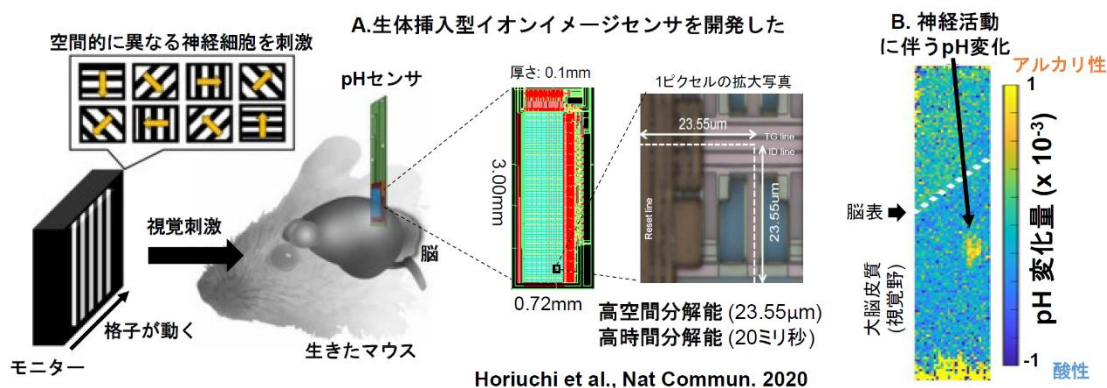 A.生体挿入型イオンイメージセンサを開発した
空間的に異なる神経細胞を刺激
pHセンサ
厚さ: 0.1mm
1ピクセルの拡大写真
23.55um
TG line
ID line
Reset line
23.55um
3.00mm
0.72mm
視覚刺激
脳
格子が動く
モニター
生きたマウス
高空間分解能 (23.55μm)
高時間分解能 (20ミリ秒)
Horiuchi et al., Nat Commun. 2020
B. 神経活動
に伴うpH変化
アルカリ性
1
pH 変化量 (x 10-3)
-1
酸性
脳表
大脳皮質
(視覚野)